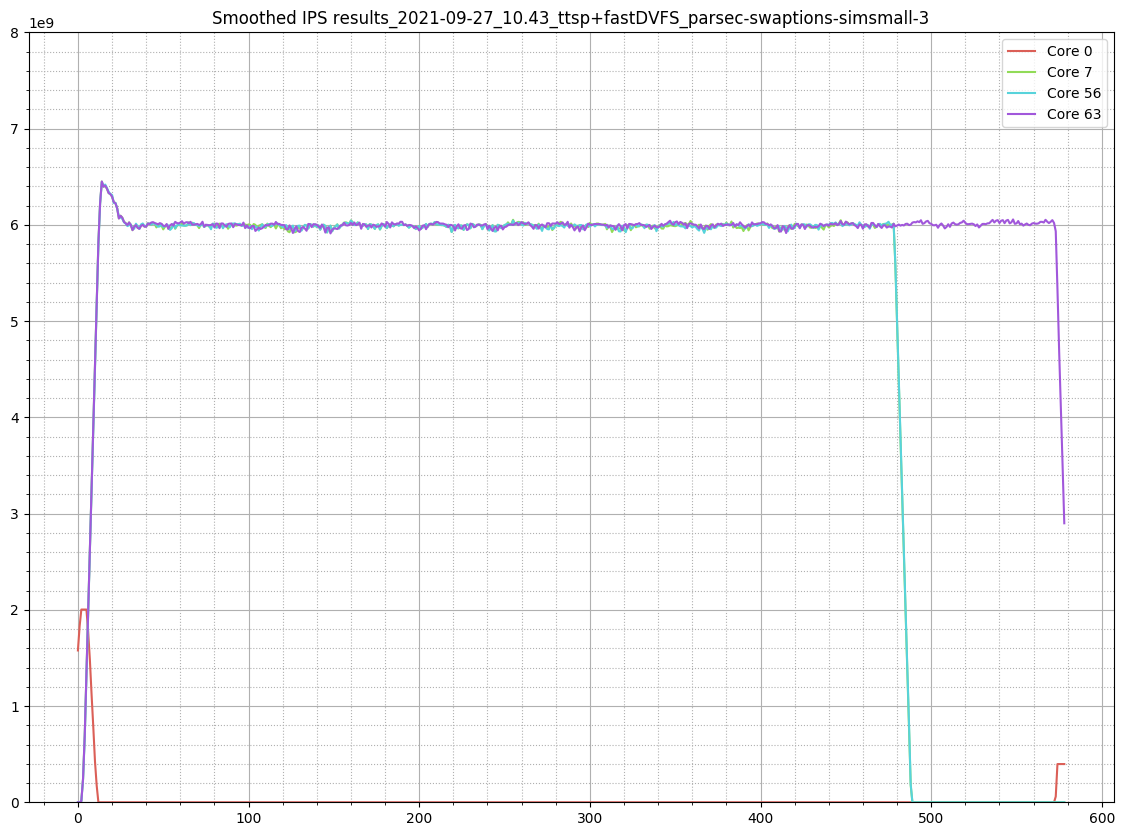 Smoothed IPS results_2021-09-27_10.43_ttsp+fastDVFS_parsec-swaptions-simsmall-3
1e9
8
7
6
5
4
3
2
1
0
Core 0
Core 7
Core 56
Core 63
0 100 200 300 400 500 600